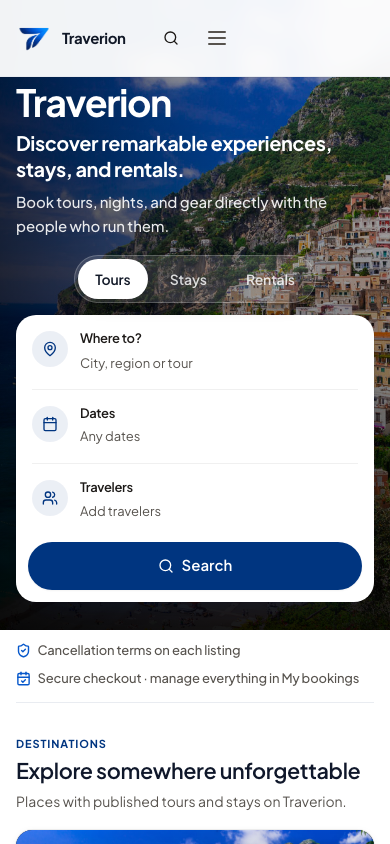 Traverion
Traverion
Discover remarkable experiences,
stays, and rentals.
Book tours, nights, and gear directly with the
people who run them.
Tours
Stays
Rentals
Where to?
City, region or tour
Dates
Any dates
Travelers
Add travelers
Search
Cancellation terms on each listing
Secure checkout · manage everything in My bookings
DESTINATIONS
Explore somewhere unforgettable
Places with published tours and stays on Traverion.